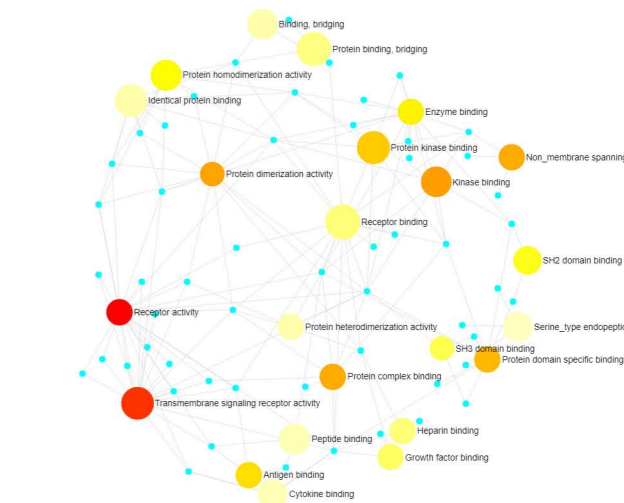 Binding, bridging
Protein binding, bridging
Protein homodimerization activity
Identical protein binding
Enzyme binding
Protein kinase binding
Non_membrane spanning
Protein dimerization activity
Kinase binding
Receptor binding
SH2 domain binding
Receptor activity
Protein heterodimerization activity
Serine_type endopeptid
SH3 domain binding
Protein domain specific binding
Protein complex binding
Transmembrane signaling receptor activity
Heparin binding
Peptide binding
Growth factor binding
Antigen binding
Cytokine binding